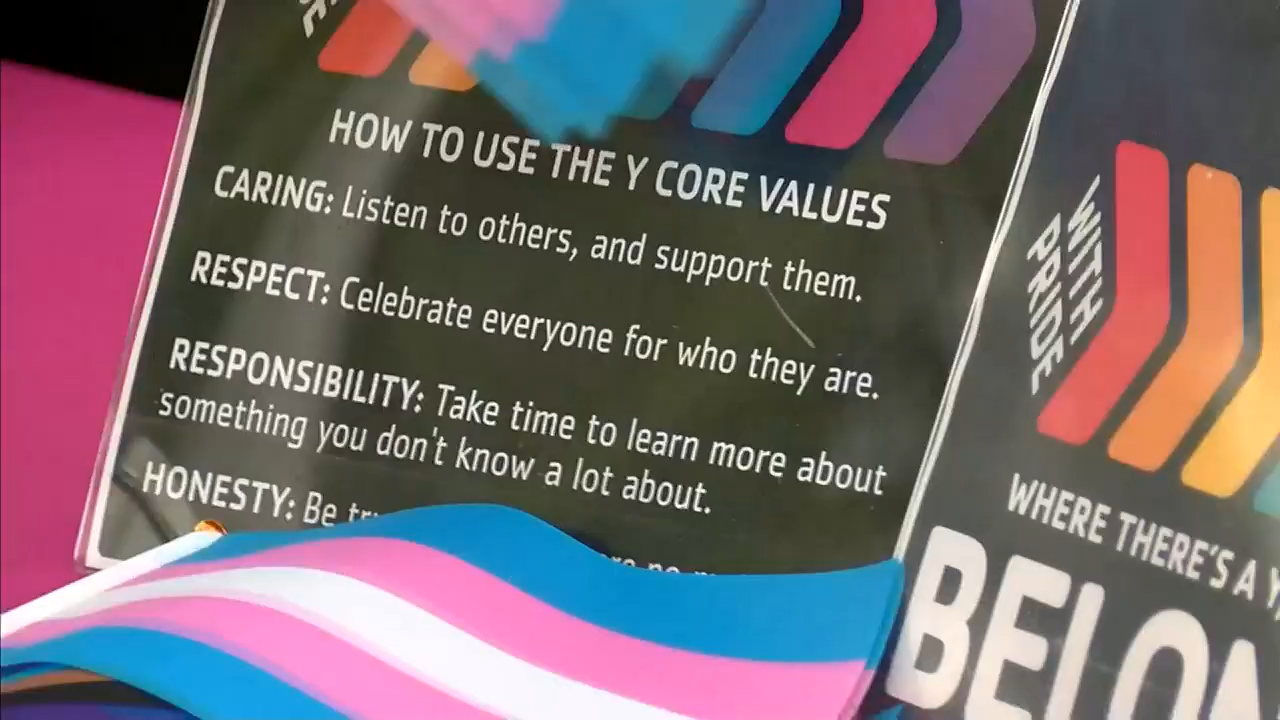 HOW TO USE THE Y CORE VALUES
CARING: Listen to others, and support them.
RESPECT: Celebrate everyone for who they are.
RESPONSIBILITY: Take time to learn more about
something you don't know a lot about.
HONESTY: Be
WITH
PRIDE
WHERE THERE'S A Y